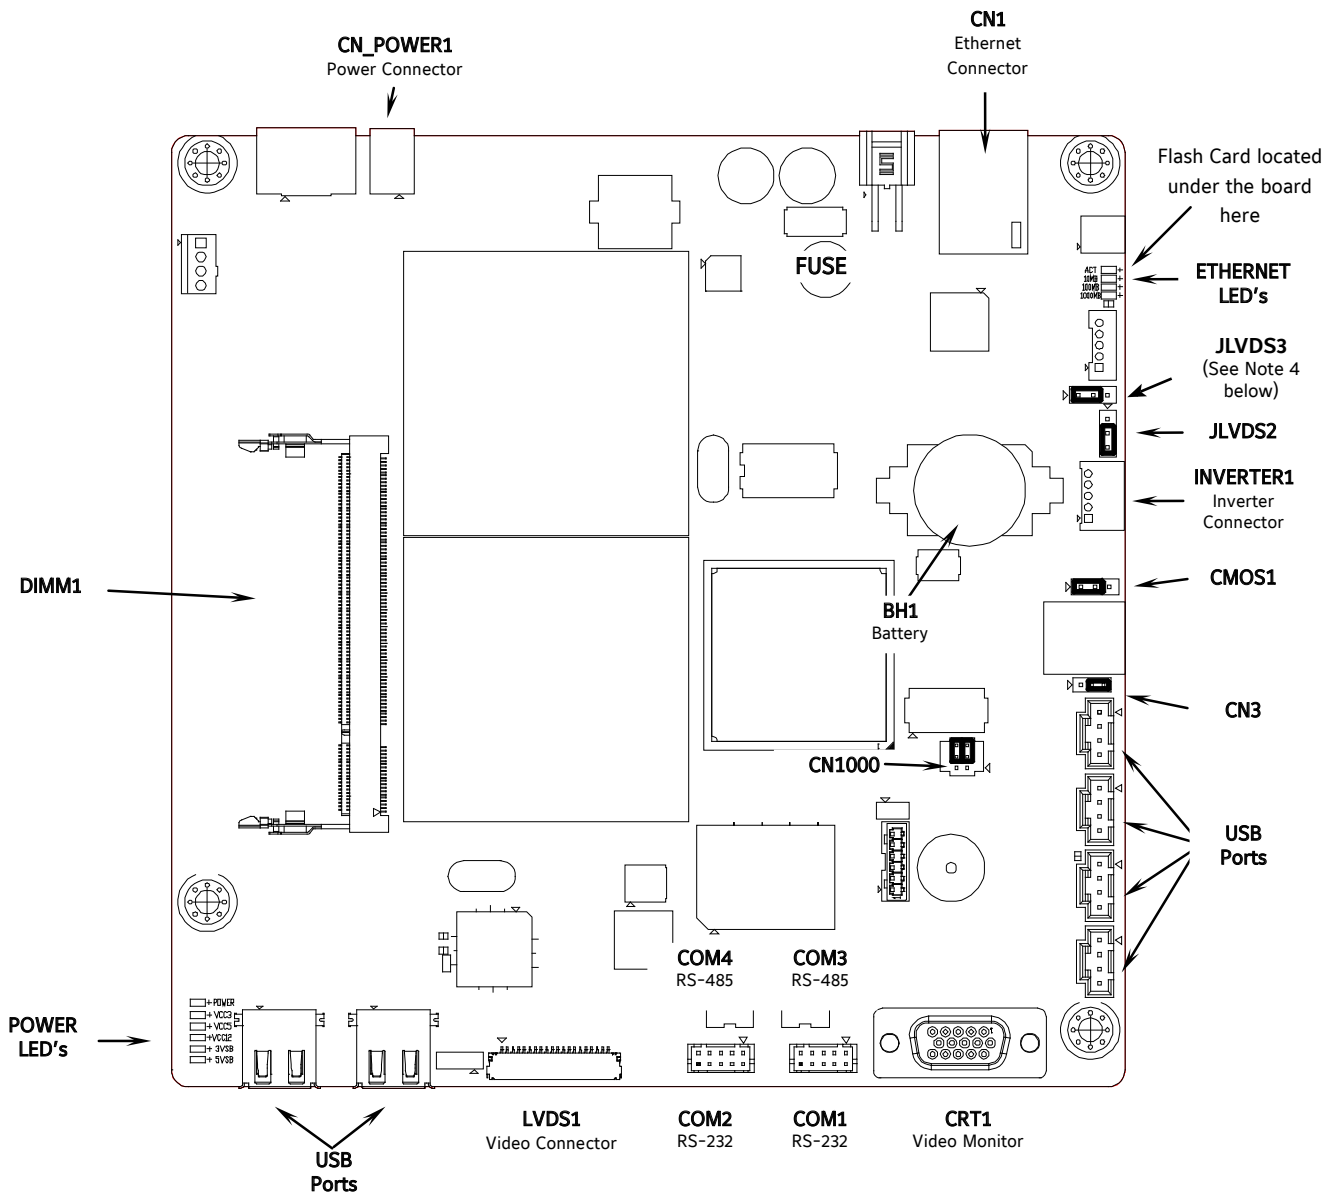 CN1
Ethernet
Connector
CN_POWER1
Power Connector
Flash Card located
under the board
here
FUSE
ACT
10MB
100MB
1000MB
ETHERNET
LED's
JLVDS3
(See Note 4
below)
JLVDS2
INVERTER1
Inverter
Connector
DIMM1
CMOS1
BH1
Battery
CN3
CN1000
USB
Ports
COM4
RS-485
COM3
RS-485
POWER
LED's
+POWER
+ VCC3
+ VCC5
+VCC12
+ 3VSB
+ 5VSB
LVDS1
Video Connector
COM2
RS-232
COM1
RS-232
CRT1
Video Monitor
USB
Ports